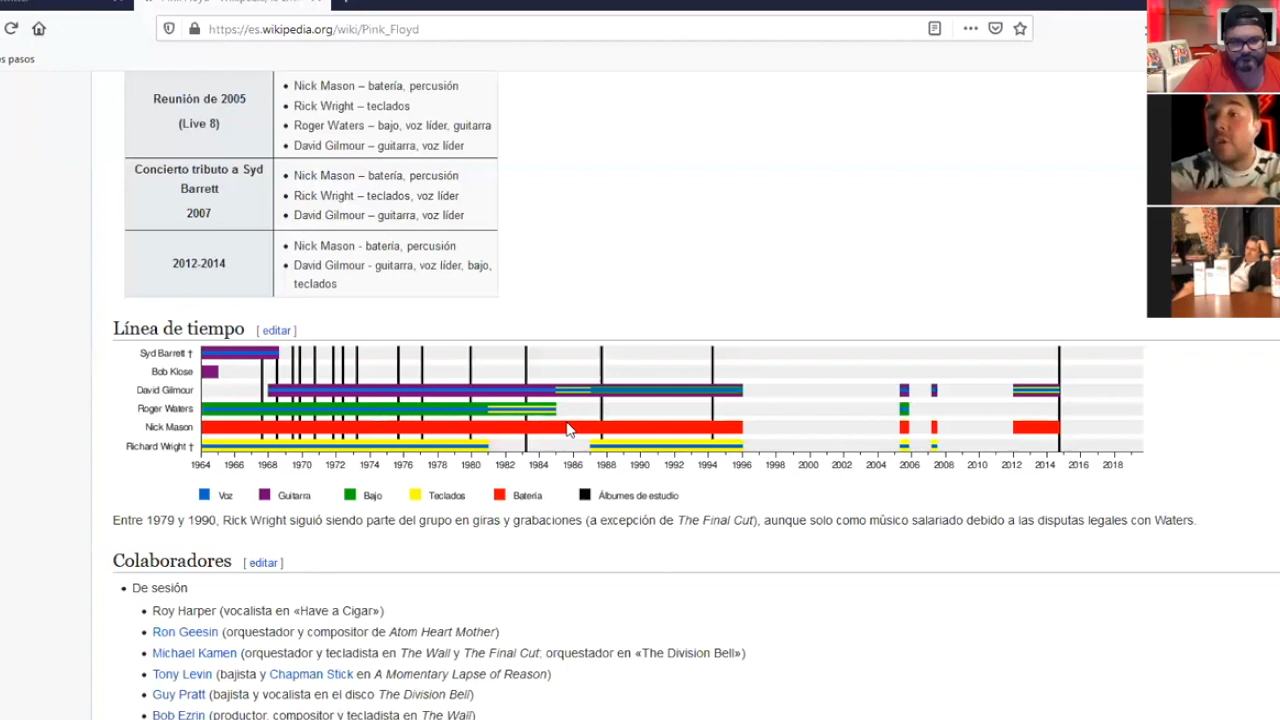 https://es.wikipedia.org/wiki/Pink_Floyd
s pasos
Reunión de 2005
(Live 8)
• Nick Mason – batería, percusión
• Rick Wright – teclados
• Roger Waters – bajo, voz líder, guitarra
• David Gilmour – guitarra, voz líder
Concierto tributo a Syd
Barrett
2007
• Nick Mason – batería, percusión
• Rick Wright – teclados, voz líder
• David Gilmour – guitarra, voz líder
2012-2014
• Nick Mason - batería, percusión
• David Gilmour - guitarra, voz líder, bajo,
teclados
Línea de tiempo [ editar ]
Syd Barrett †
Bob Klose
David Gilmour
Roger Waters
Nick Mason
Richard Wright †
1964 1966 1968 1970 1972 1974 1976 1978 1980 1982 1984 1986 1988 1990 1992 1994 1996 1998 2000 2002 2004 2006 2008 2010 2012 2014 2016 2018
Voz Guitarra Bajo Teclados Batería Álbumes de estudio
Entre 1979 y 1990, Rick Wright siguió siendo parte del grupo en giras y grabaciones (a excepción de The Final Cut), aunque solo como músico salariado debido a las disputas legales con Waters.
Colaboradores [ editar ]
• De sesión
• Roy Harper (vocalista en «Have a Cigar»)
• Ron Geesin (orquestador y compositor de Atom Heart Mother)
• Michael Kamen (orquestador y tecladista en The Wall y The Final Cut; orquestador en «The Division Bell»)
• Tony Levin (bajista y Chapman Stick en A Momentary Lapse of Reason)
• Guy Pratt (bajista y vocalista en el disco The Division Bell)
• Bob Ezrin (productor, compositor y tecladista en The Wall)